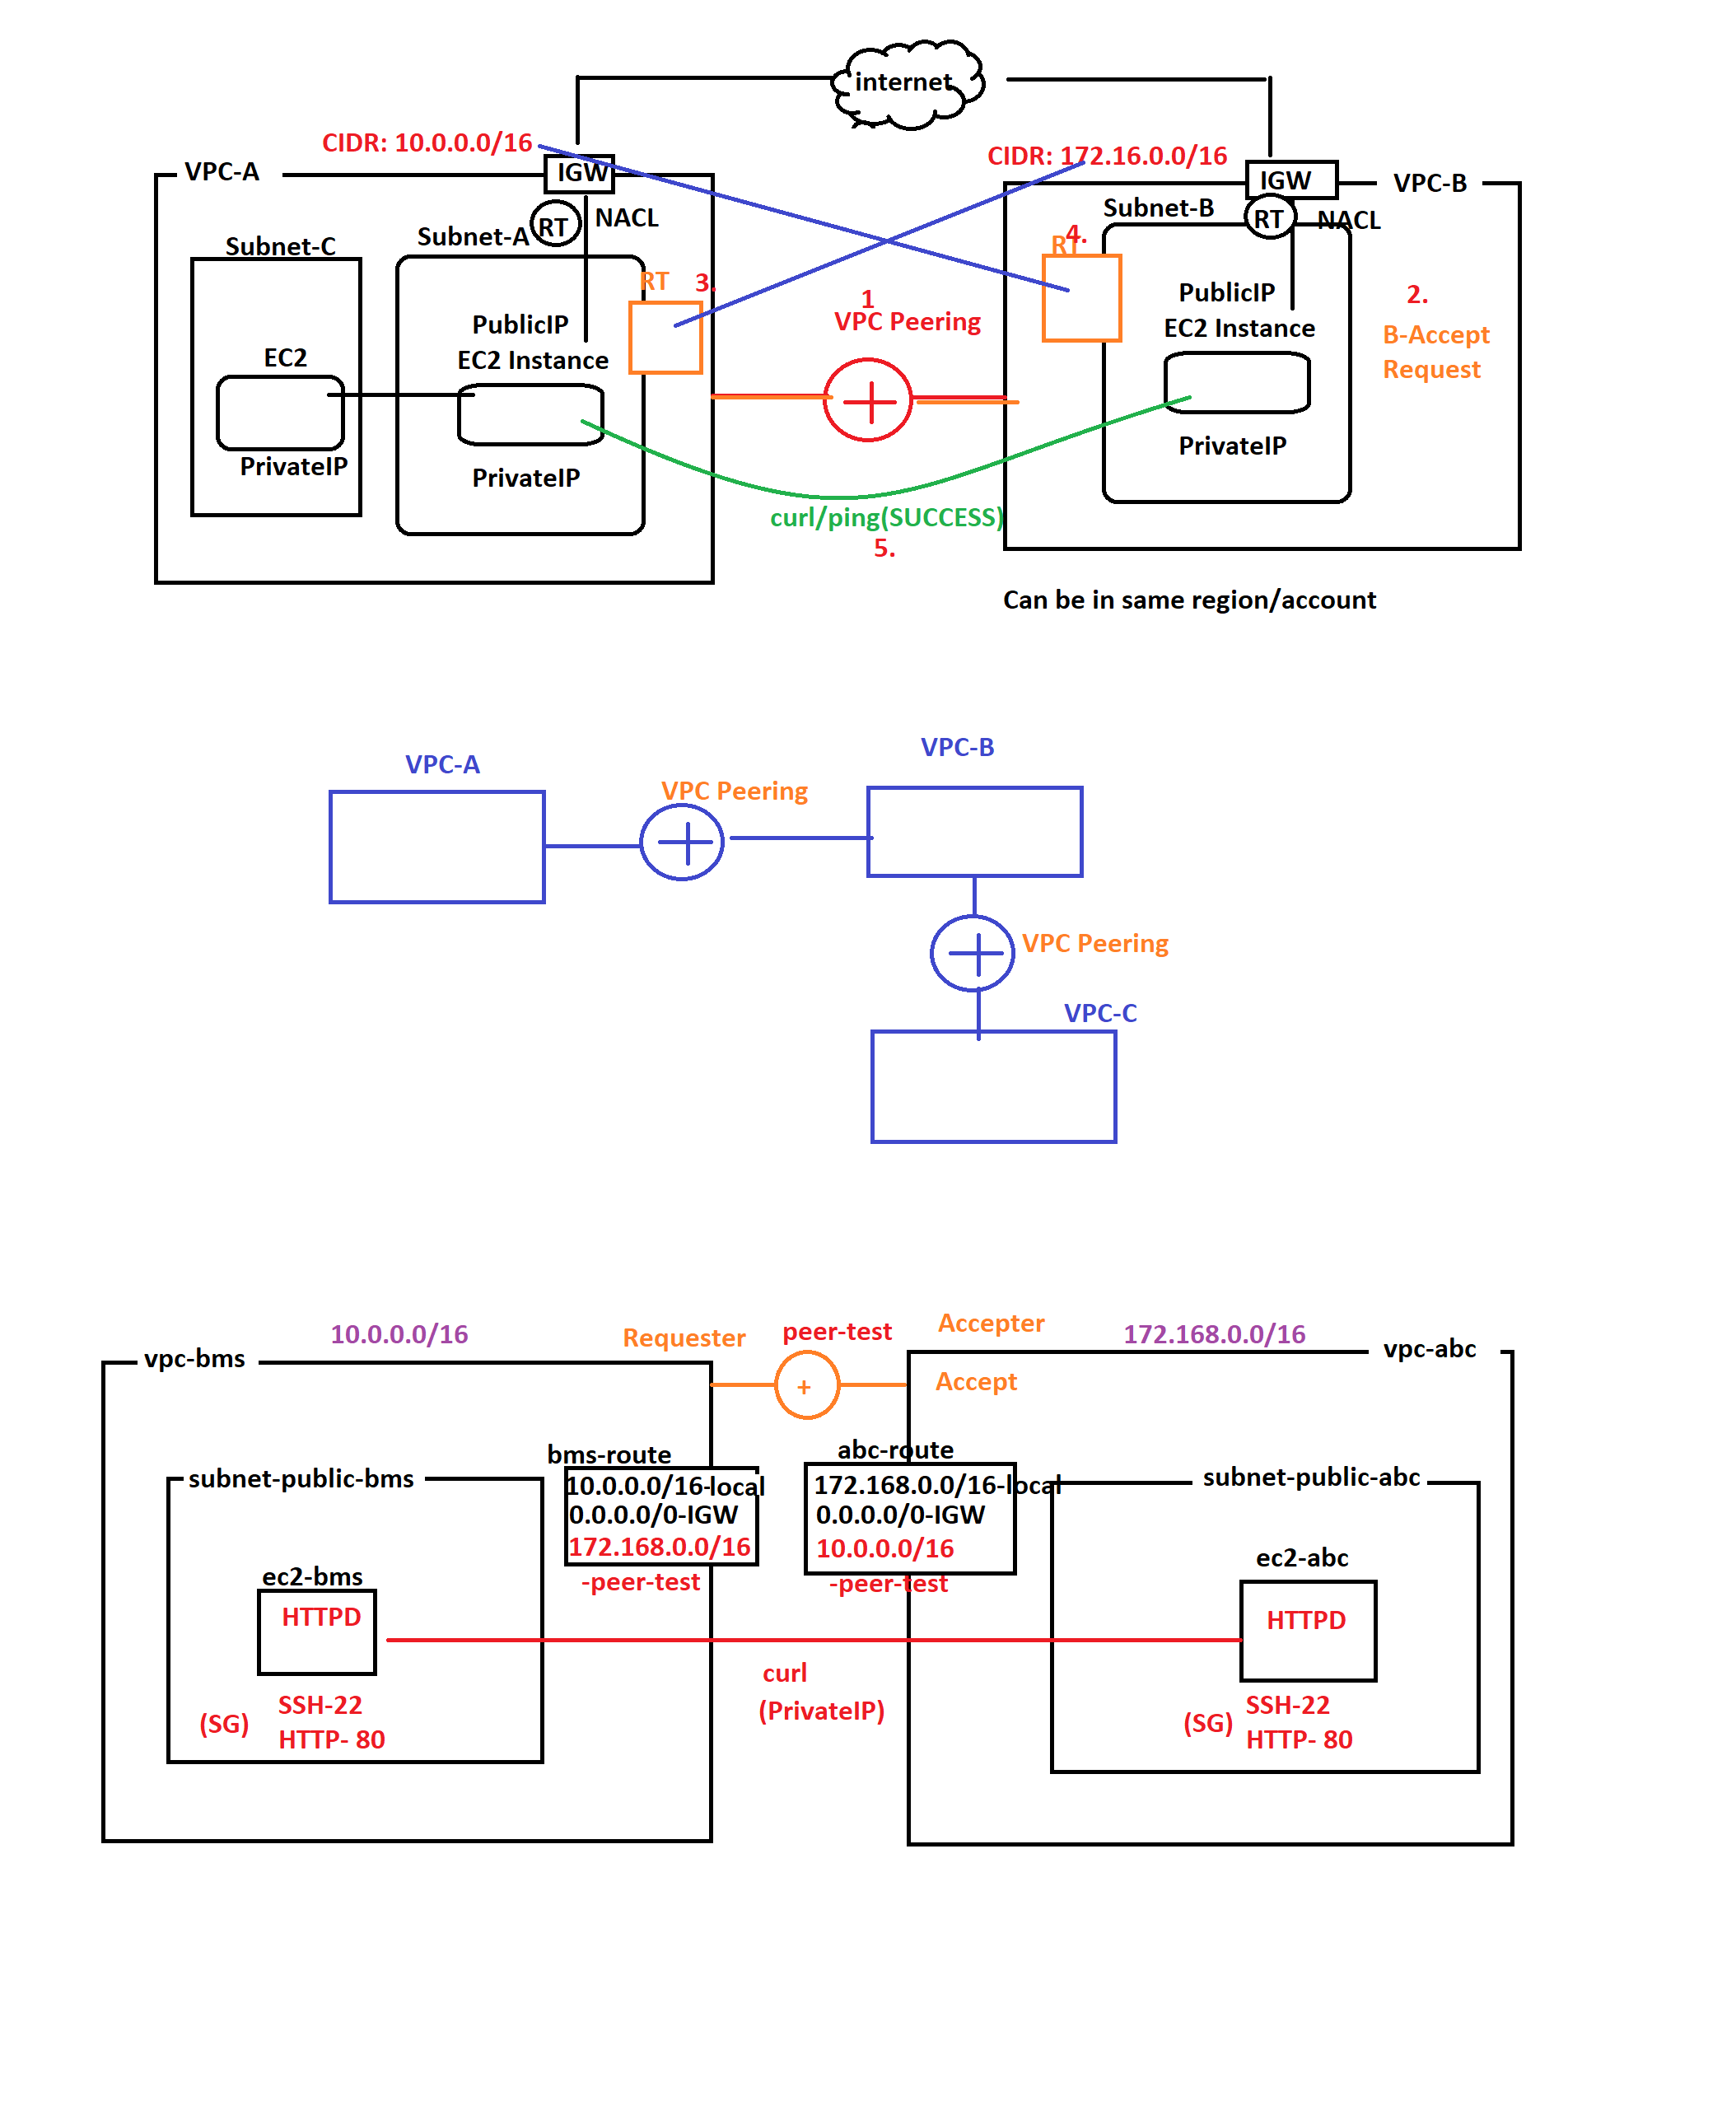 internet
CIDR: 10.0.0.0/16
CIDR: 172.16.0.0/16
VPC-A
IGW
IGW
VPC-B
Subnet-C
Subnet-A
RT
NACL
Subnet-B
RT
NACL
RT
3.
RT
4.
1
VPC Peering
2.
B-Accept
Request
EC2
PrivateIP
PublicIP
EC2 Instance
PrivateIP
PublicIP
EC2 Instance
PrivateIP
curl/ping(SUCCESS)
5.
Can be in same region/account
VPC-A
VPC Peering
VPC-B
VPC Peering
VPC-C
10.0.0.0/16
Requester
peer-test
Accepter
172.168.0.0/16
vpc-bms
vpc-abc
+
Accept
bms-route
10.0.0.0/16-local
0.0.0.0/0-IGW
172.168.0.0/16
-peer-test
abc-route
172.168.0.0/16-local
0.0.0.0/0-IGW
10.0.0.0/16
-peer-test
subnet-public-bms
subnet-public-abc
ec2-bms
HTTPD
ec2-abc
HTTPD
curl
(PrivateIP)
(SG)
SSH-22
HTTP- 80
(SG)
SSH-22
HTTP- 80